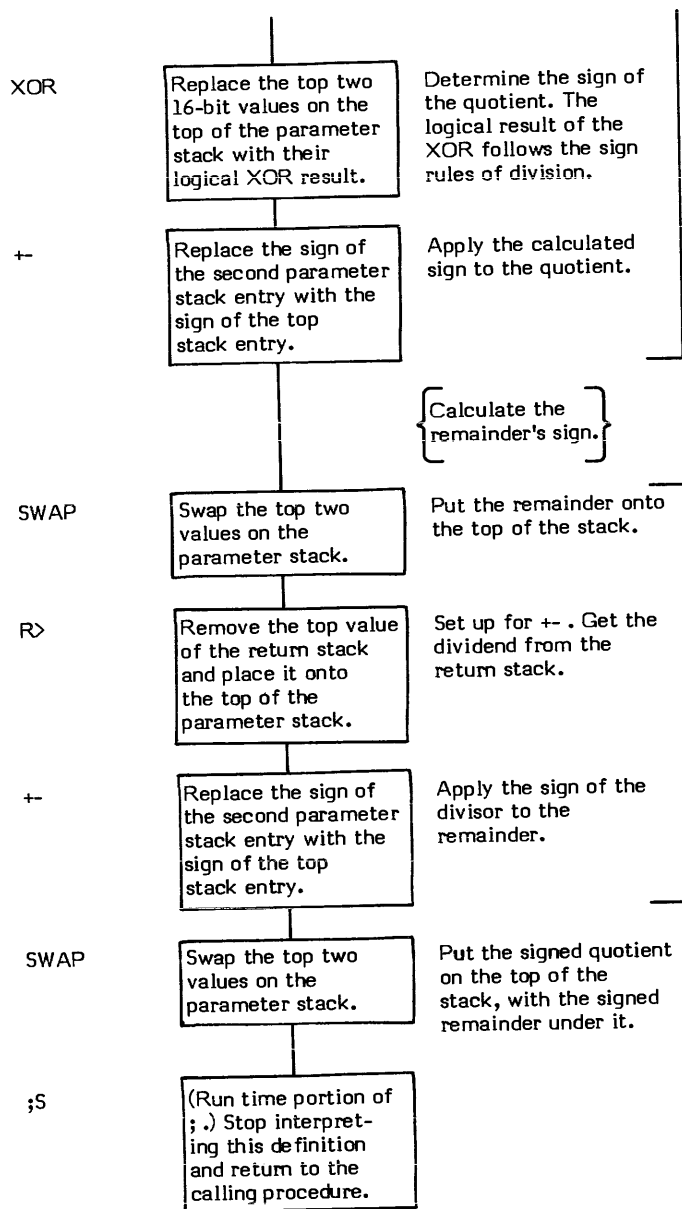 XOR
Replace the top two
16-bit values on the
top of the parameter
stack with their
logical XOR result.
Determine the sign of
the quotient. The
logical result of the
XOR follows the sign
rules of division.
+-
Replace the sign of
the second parameter
stack entry with the
sign of the top
stack entry.
Apply the calculated
sign to the quotient.
Calculate the
remainder's sign.
SWAP
Swap the top two
values on the
parameter stack.
Put the remainder onto
the top of the stack.
R>
Remove the top value
of the return stack
and place it onto
the top of the
parameter stack.
Set up for +- . Get the
dividend from the
return stack.
+-
Replace the sign of
the second parameter
stack entry with the
sign of the top
stack entry.
Apply the sign of the
divisor to the
remainder.
SWAP
Swap the top two
values on the
parameter stack.
Put the signed quotient
on the top of the
stack, with the signed
remainder under it.
;S
(Run time portion of
; .) Stop interpret-
ing this definition
and return to the
calling procedure.